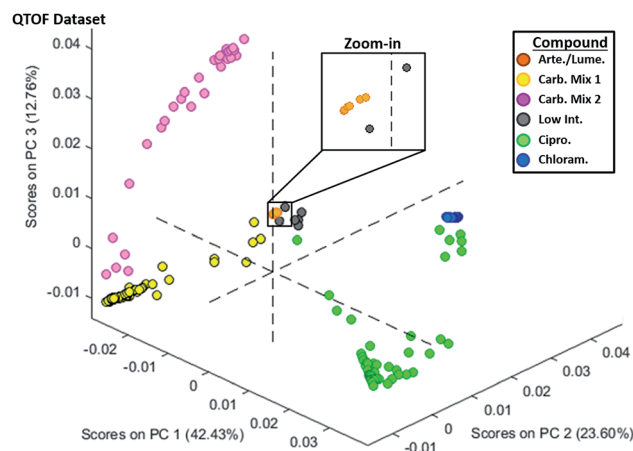 QTOF Dataset
Zoom-in
Compound
Arte./Lume.
Carb. Mix 1
Carb. Mix 2
Low Int.
Cipro.
Chloram.
Scores on PC 3 (12.76%)
0.04
0.03
0.02
0.01
0
-0.01
-0.02
-0.01
0
0.01
0.02
0.03
Scores on PC 1 (42.43%)
-0.01
0
0.01
0.02
0.03
0.04
Scores on PC 2 (23.60%)